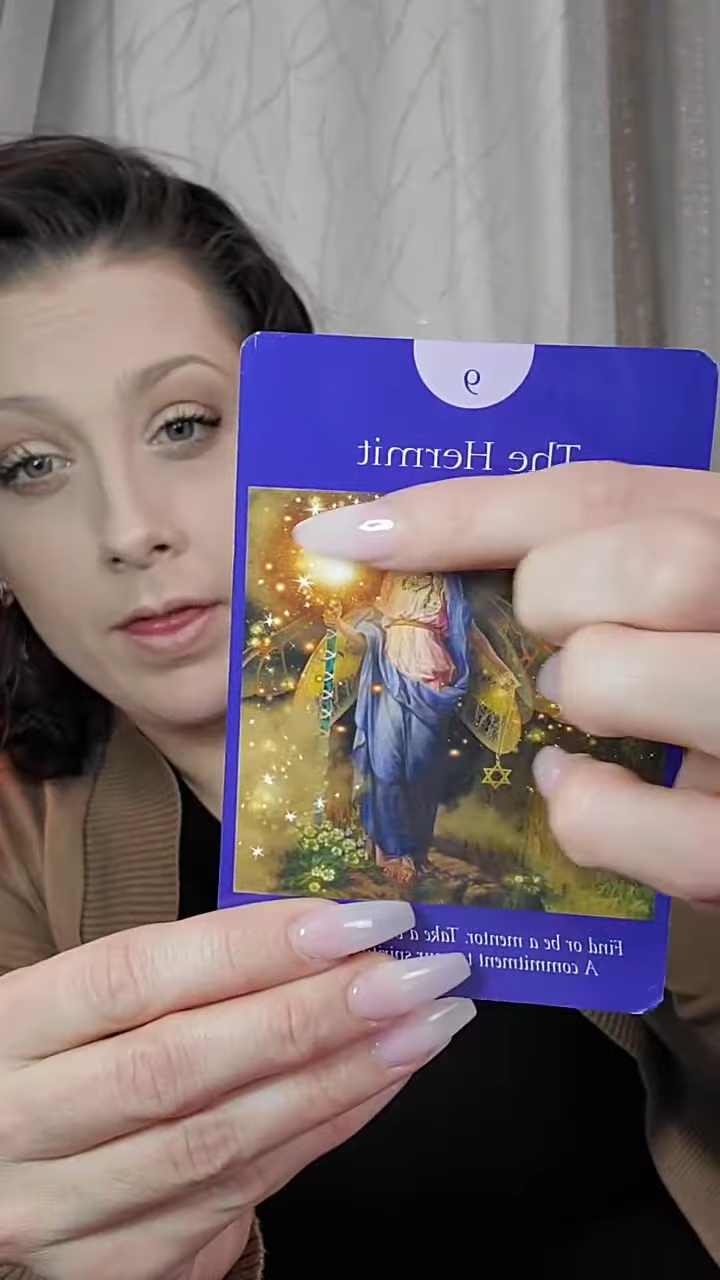 9
The Hermit
Find or be a mentor. Take a
A commitment